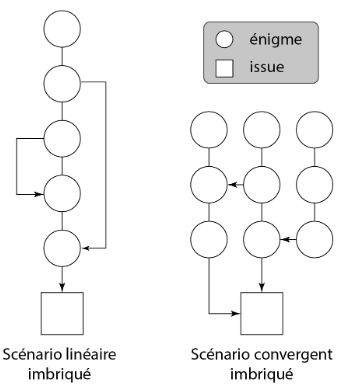 énigme
issue
Scénario linéaire
imbriqué
Scénario convergent
imbriqué